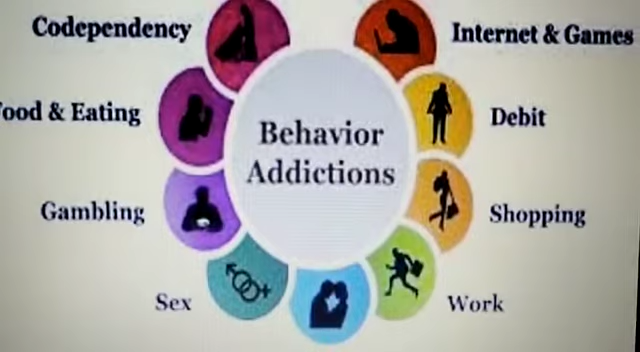 Codependency
Internet & Games
ood & Eating
Behavior
Addictions
Debit
Gambling
Shopping
Sex
Work